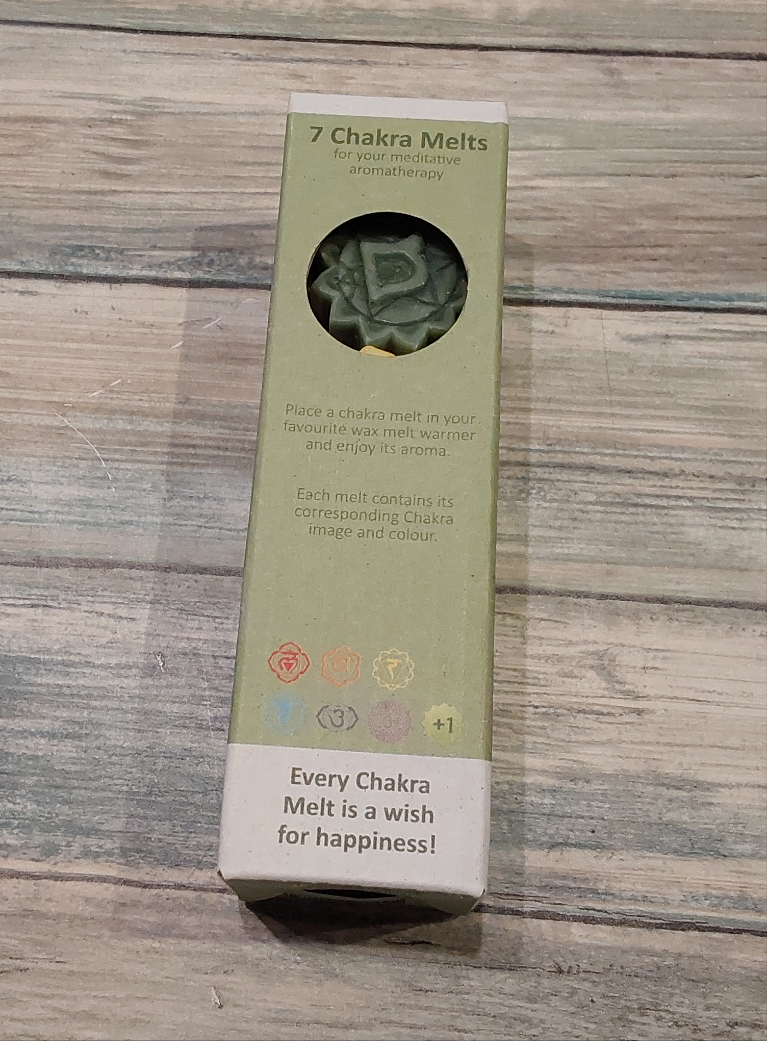 7 Chakra Melts
for your meditative
aromatherapy
Place a chakra melt in your
favourite wax melt warmer
and enjoy its aroma.
Each melt contains its
corresponding Chakra
image and colour.
+1
Every Chakra
Melt is a wish
for happiness!